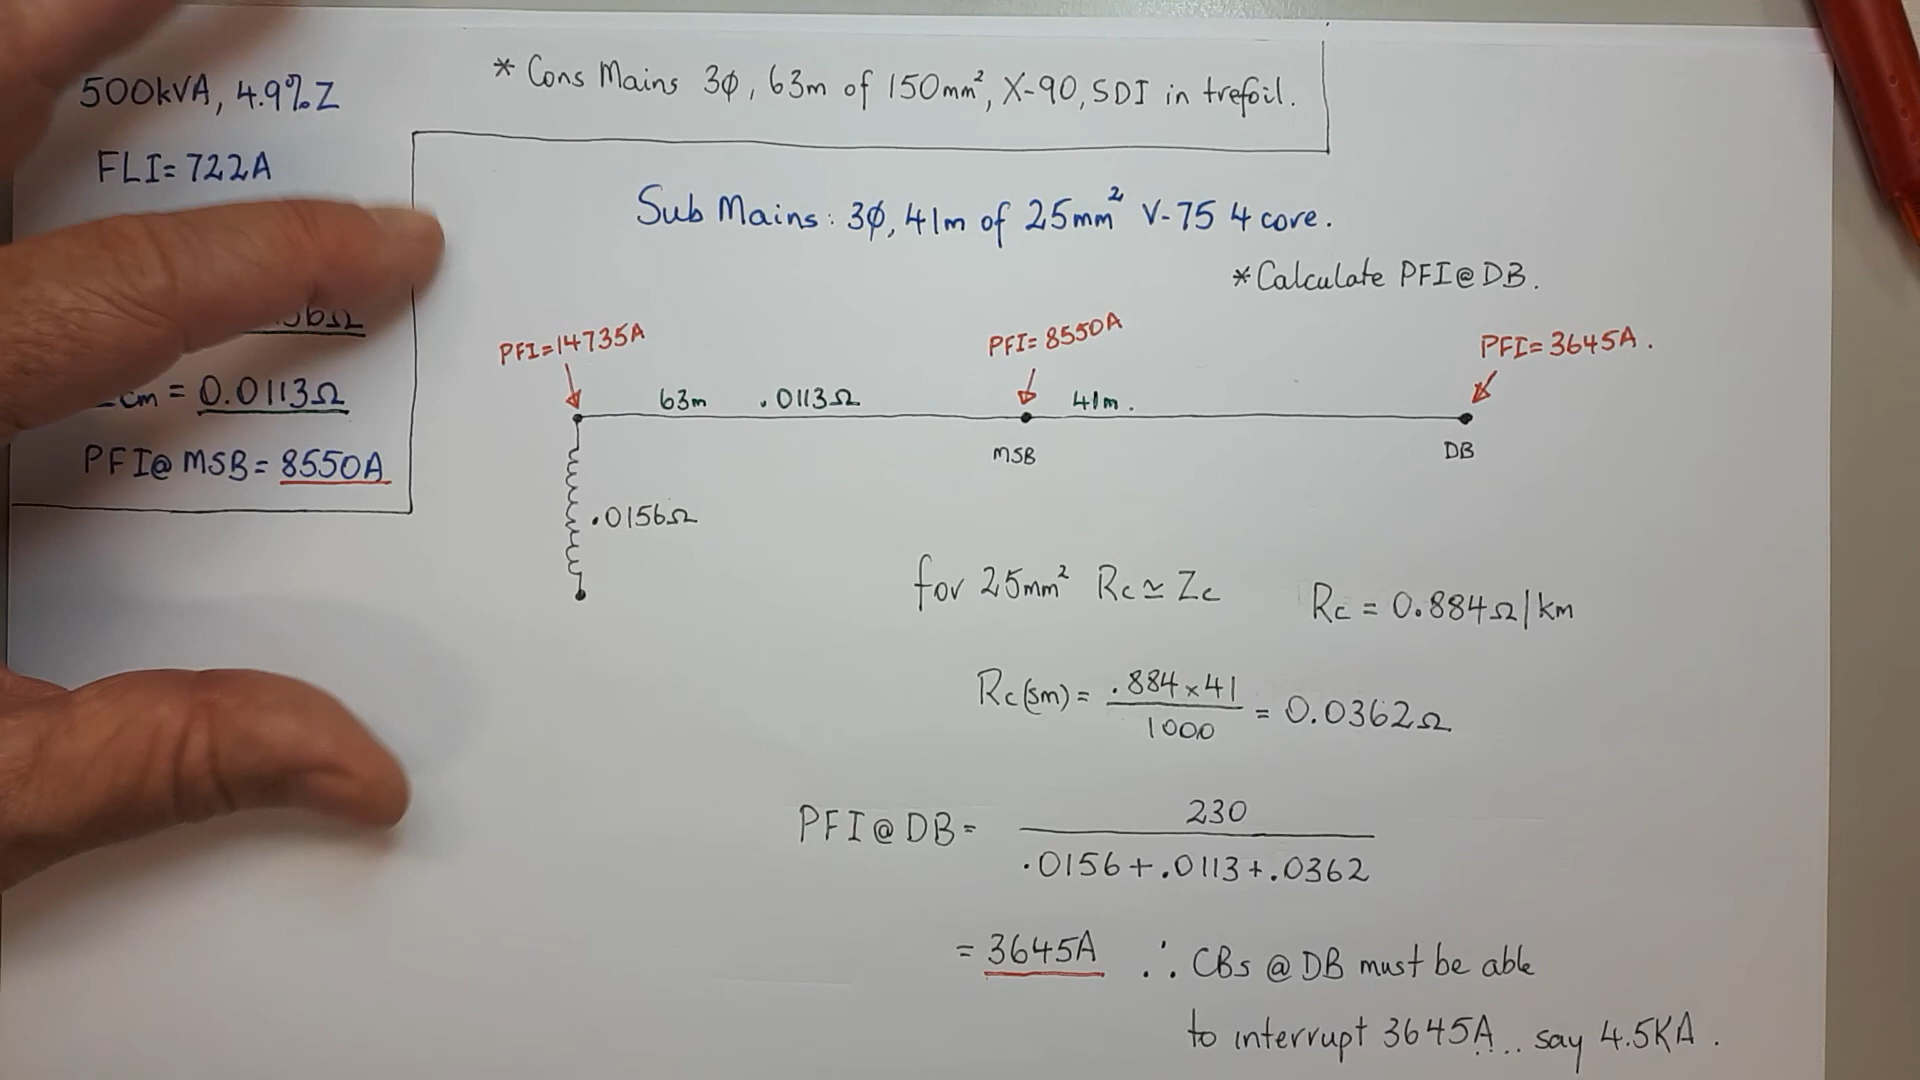 500kVA, 4.9%Z
FLI=722A
= 0.0113Ω
PFI@ MSB= 8550A
* Cons Mains 3ϕ, 63m of 150mm², X-90, SDI in trefoil.
Sub Mains: 3ϕ, 41m of 25mm² V-75 4 core.
* Calculate PFI@DB.
PFI=14735A
PFI= 8550A
PFI= 3645A.
63m .0113Ω
41m.
MSB
DB
.0156Ω
for 25mm² Rc ≃ Zc Rc = 0.884Ω/km
Rc(sm) = .884×41 / 1000 = 0.0362Ω
PFI@DB= 230 / .0156+.0113+.0362
= 3645A ∴ CBs @ DB must be able
to interrupt 3645A... say 4.5KA.